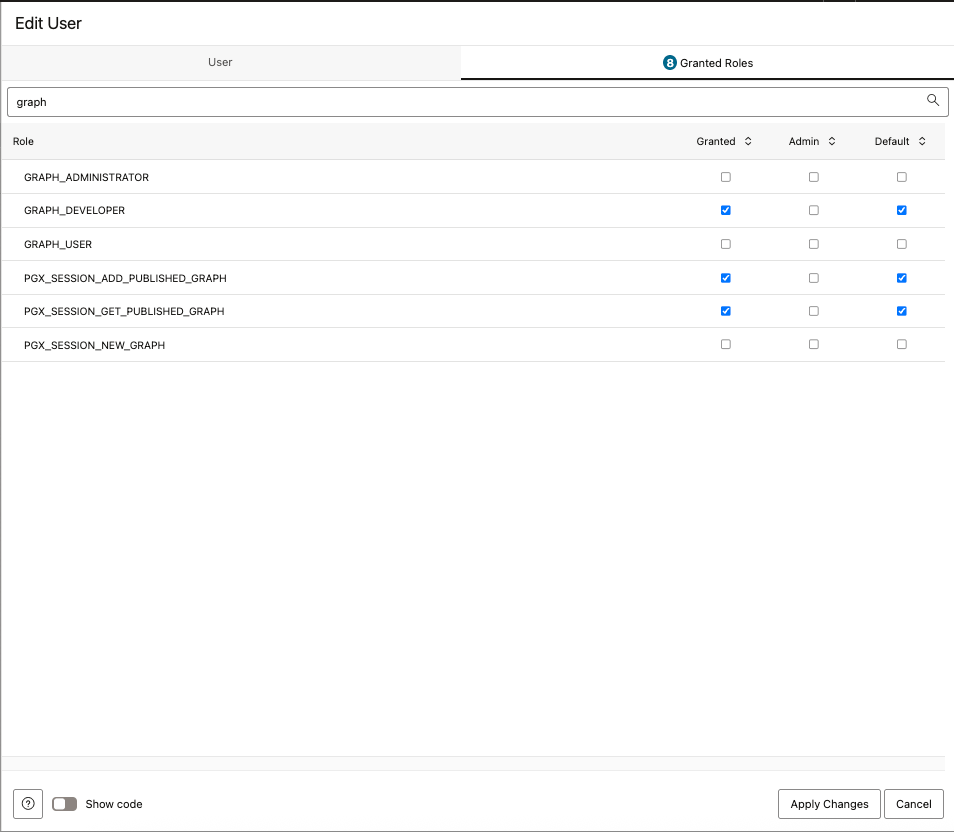 Edit User
User
8 Granted Roles
graph
Role Granted Admin Default
GRAPH_ADMINISTRATOR
GRAPH_DEVELOPER
GRAPH_USER
PGX_SESSION_ADD_PUBLISHED_GRAPH
PGX_SESSION_GET_PUBLISHED_GRAPH
PGX_SESSION_NEW_GRAPH
? Show code Apply Changes Cancel